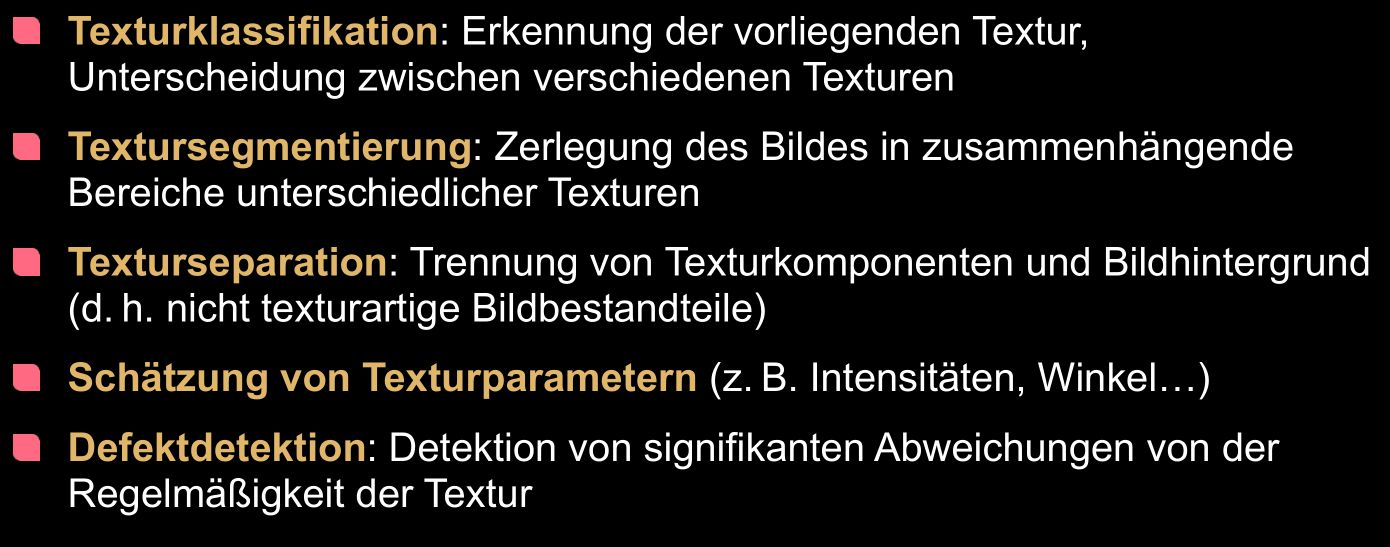 Texturklassifikation: Erkennung der vorliegenden Textur,
Unterscheidung zwischen verschiedenen Texturen
Textursegmentierung: Zerlegung des Bildes in zusammenhängende
Bereiche unterschiedlicher Texturen
Texturseparation: Trennung von Texturkomponenten und Bildhintergrund
(d. h. nicht texturartige Bildbestandteile)
Schätzung von Texturparametern (z. B. Intensitäten, Winkel…)
Defektdetektion: Detektion von signifikanten Abweichungen von der
Regelmäßigkeit der Textur